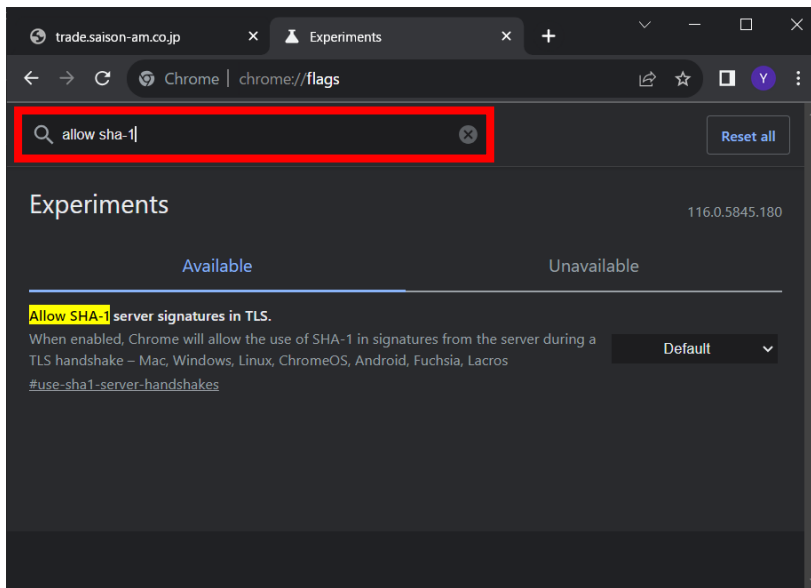 trade.saison-am.co.jp
Experiments
Chrome | chrome://flags
Y
allow sha-1
Reset all
Experiments
116.0.5845.180
Available
Unavailable
Allow SHA-1 server signatures in TLS.
When enabled, Chrome will allow the use of SHA-1 in signatures from the server during a
TLS handshake – Mac, Windows, Linux, ChromeOS, Android, Fuchsia, Lacros
#use-sha1-server-handshakes
Default